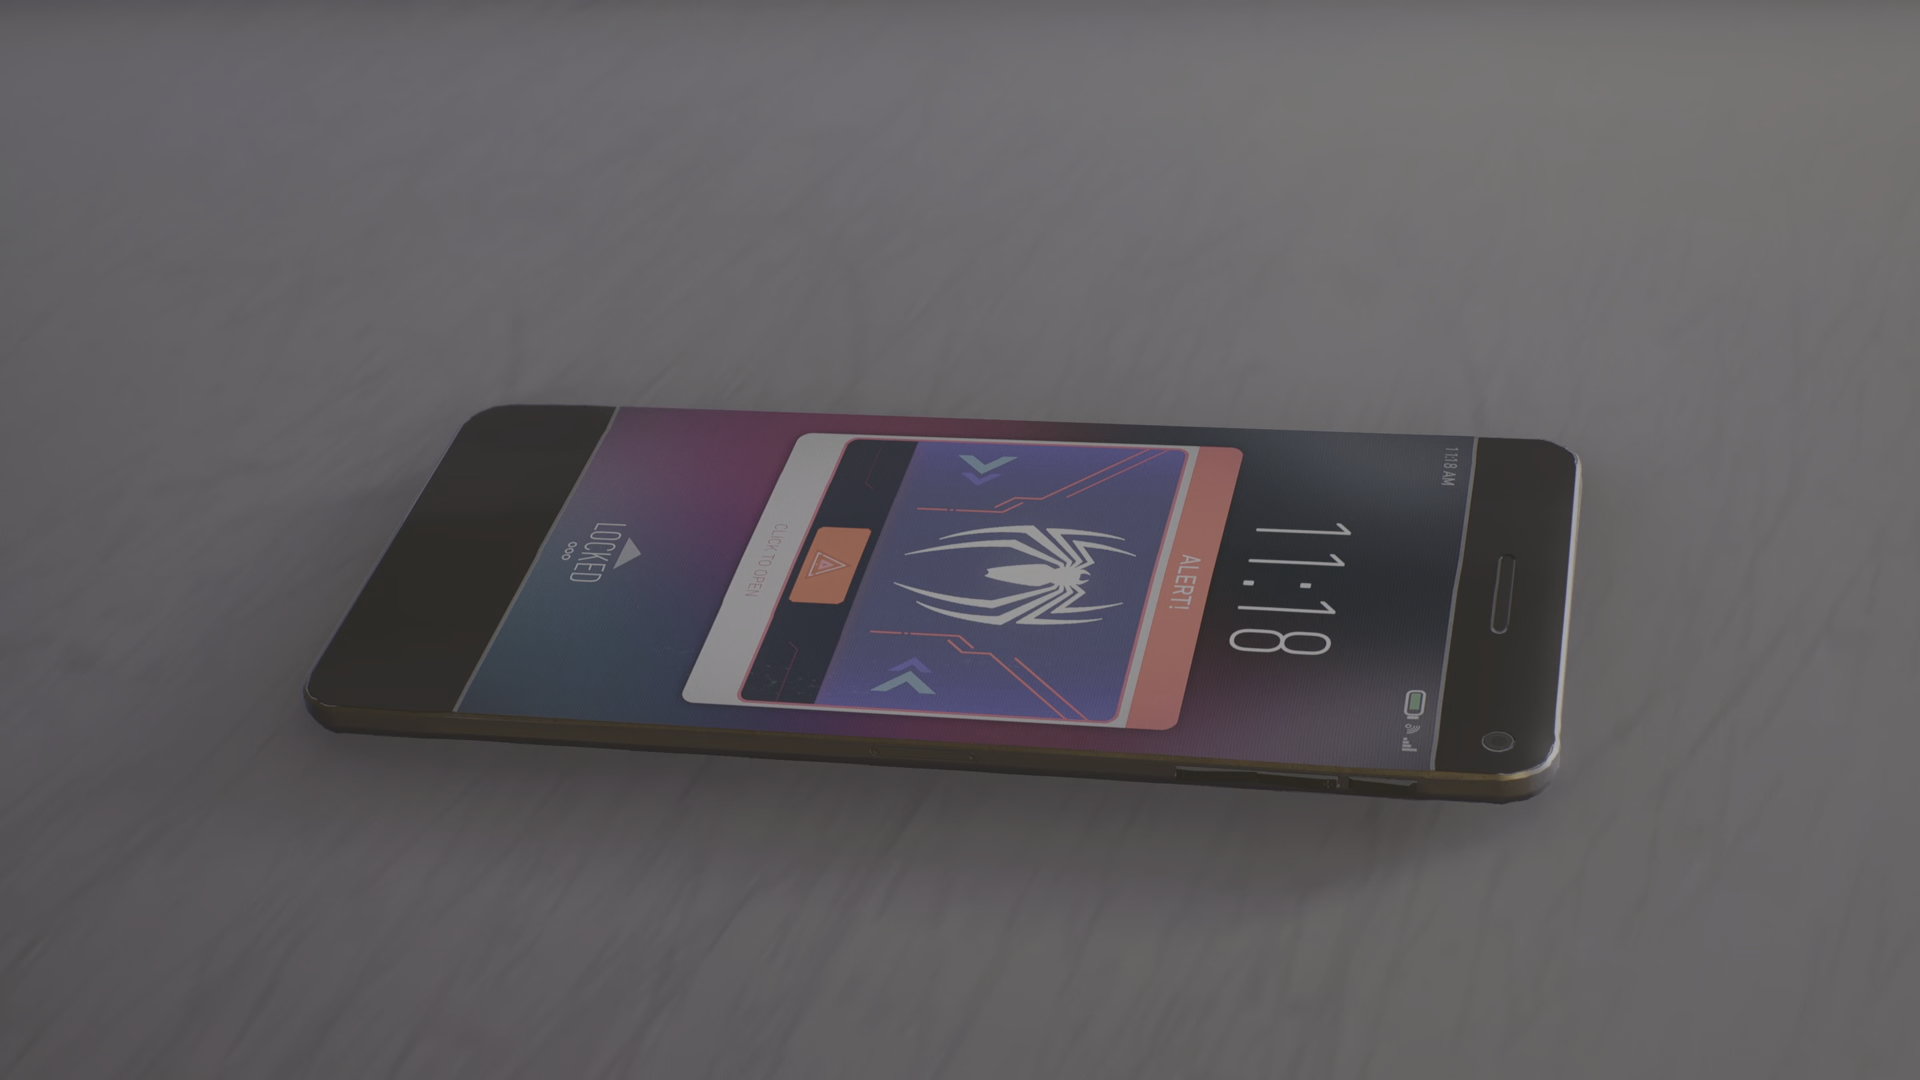 11:18 AM
11:18
ALERT!
CLICK TO OPEN
LOCKED